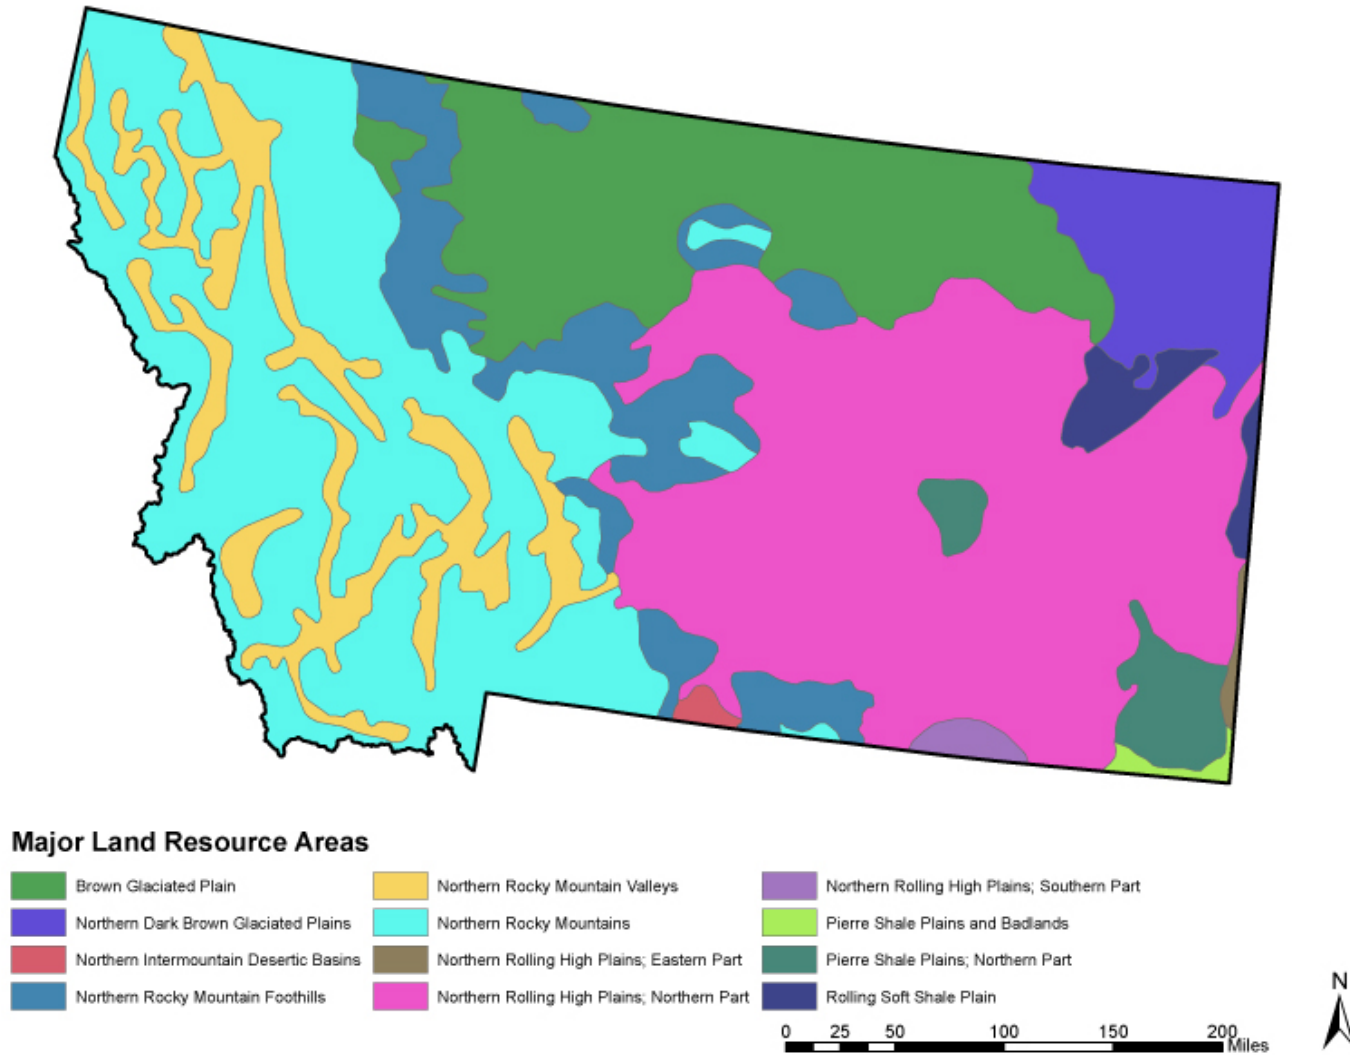 Major Land Resource Areas
Brown Glaciated Plain
Northern Dark Brown Glaciated Plains
Northern Intermountain Desertic Basins
Northern Rocky Mountain Foothills
Northern Rocky Mountain Valleys
Northern Rocky Mountains
Northern Rolling High Plains; Eastern Part
Northern Rolling High Plains; Northern Part
Northern Rolling High Plains; Southern Part
Pierre Shale Plains and Badlands
Pierre Shale Plains; Northern Part
Rolling Soft Shale Plain
0 25 50 100 150 200
Miles
N